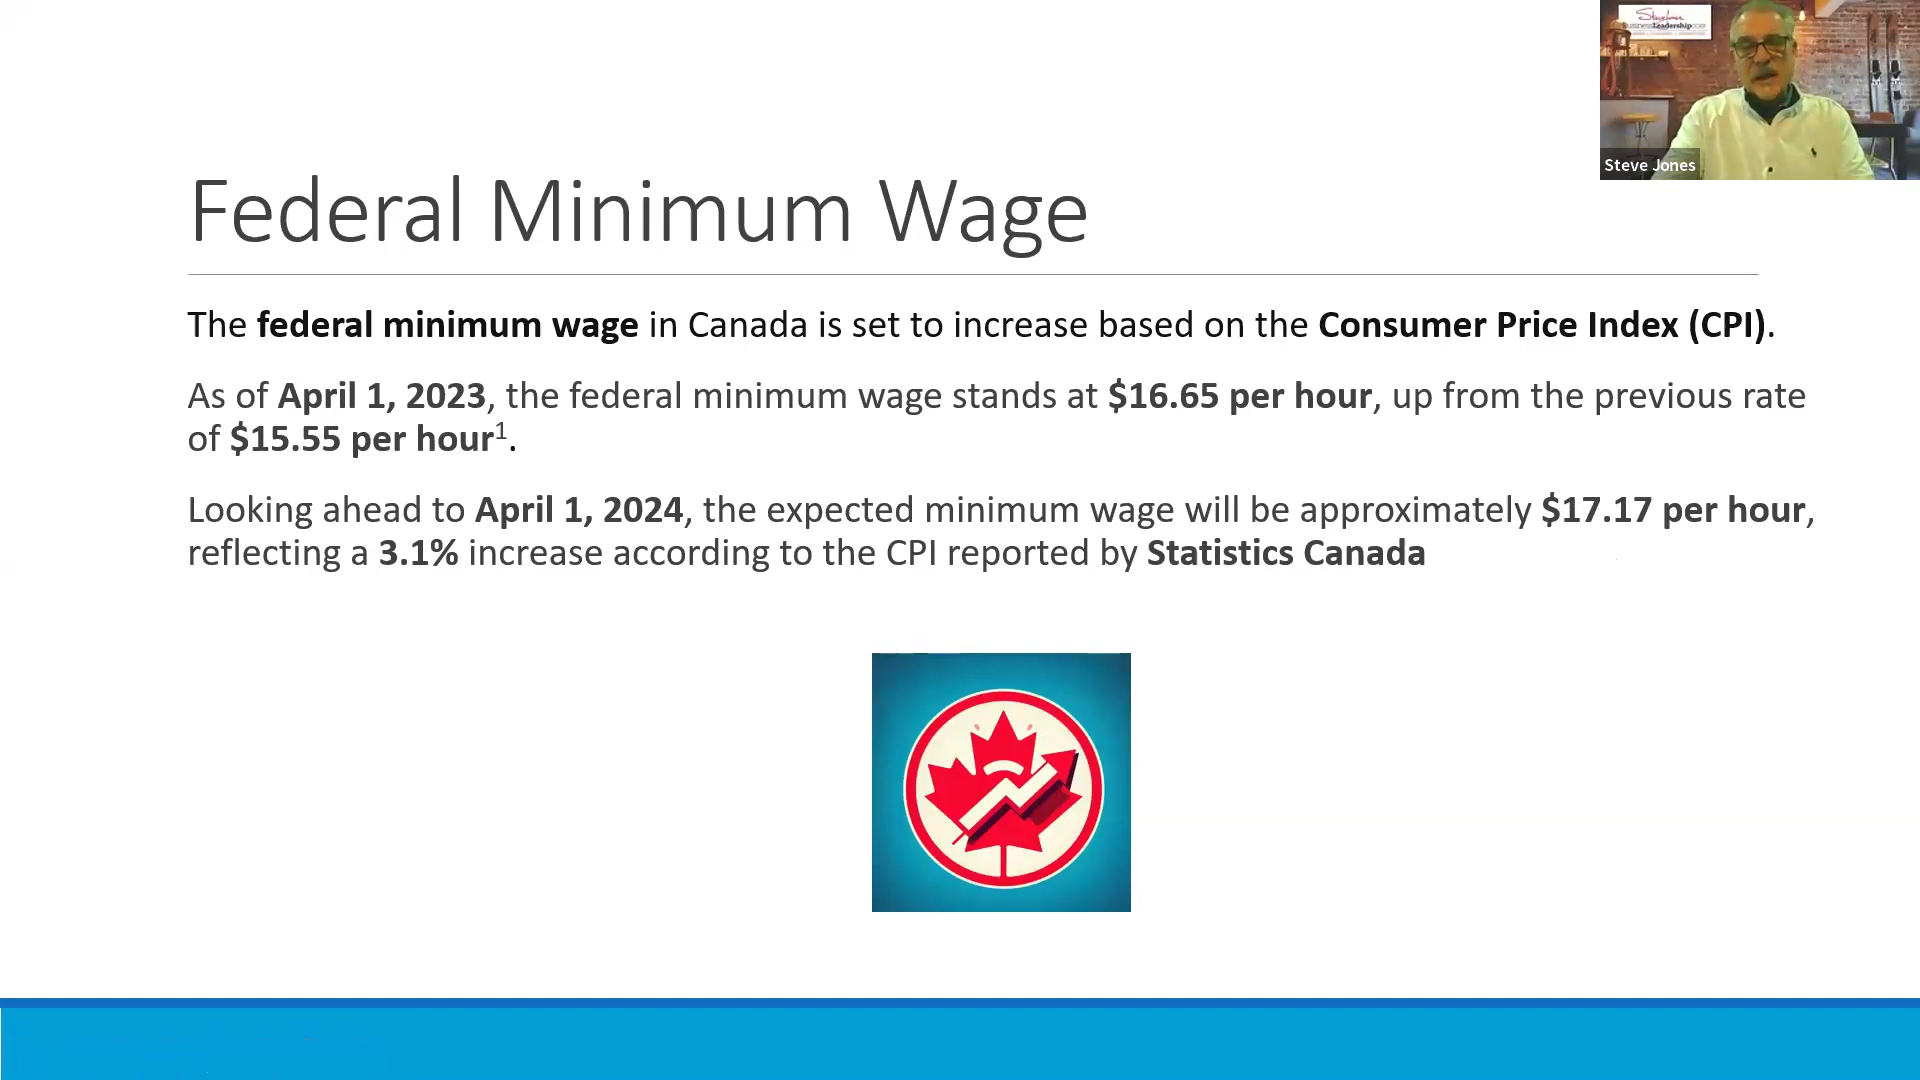 Steve Jones
Federal Minimum Wage
The federal minimum wage in Canada is set to increase based on the Consumer Price Index (CPI).
As of April 1, 2023, the federal minimum wage stands at $16.65 per hour, up from the previous rate
of $15.55 per hour¹.
Looking ahead to April 1, 2024, the expected minimum wage will be approximately $17.17 per hour,
reflecting a 3.1% increase according to the CPI reported by Statistics Canada